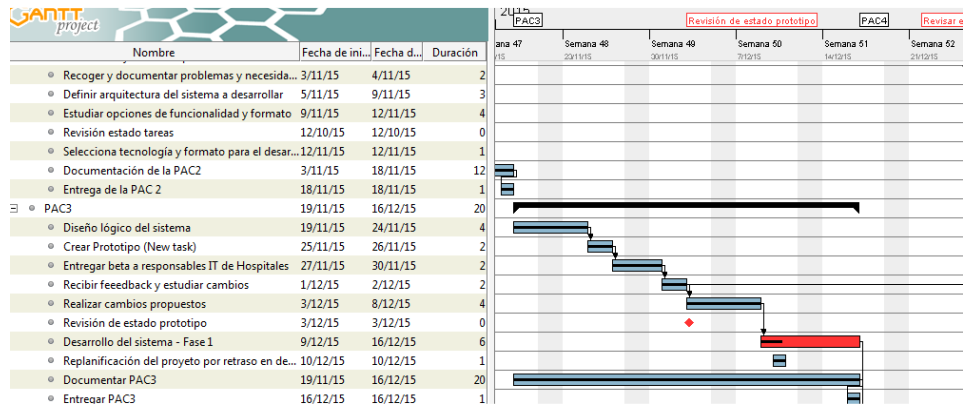 GANTT
project
2015
PAC3
Revisión de estado prototipo
PAC4
Revisar e
Nombre Fecha de ini... Fecha d... Duración
ana 47 Semana 48 Semana 49 Semana 50 Semana 51 Semana 52
/15 23/11/15 30/11/15 7/12/15 14/12/15 21/12/15
Recoger y documentar problemas y necesida... 3/11/15 4/11/15 2
Definir arquitectura del sistema a desarrollar 5/11/15 9/11/15 3
Estudiar opciones de funcionalidad y formato 9/11/15 12/11/15 4
Revisión estado tareas 12/10/15 12/10/15 0
Selecciona tecnología y formato para el desar... 12/11/15 12/11/15 1
Documentación de la PAC2 3/11/15 18/11/15 12
Entrega de la PAC 2 18/11/15 18/11/15 1
PAC3 19/11/15 16/12/15 20
Diseño lógico del sistema 19/11/15 24/11/15 4
Crear Prototipo (New task) 25/11/15 26/11/15 2
Entregar beta a responsables IT de Hospitales 27/11/15 30/11/15 2
Recibir feeedback y estudiar cambios 1/12/15 2/12/15 2
Realizar cambios propuestos 3/12/15 8/12/15 4
Revisión de estado prototipo 3/12/15 3/12/15 0
Desarrollo del sistema - Fase 1 9/12/15 16/12/15 6
Replanificación del proyeto por retraso en de... 10/12/15 10/12/15 1
Documentar PAC3 19/11/15 16/12/15 20
Entregar PAC3 16/12/15 16/12/15 1